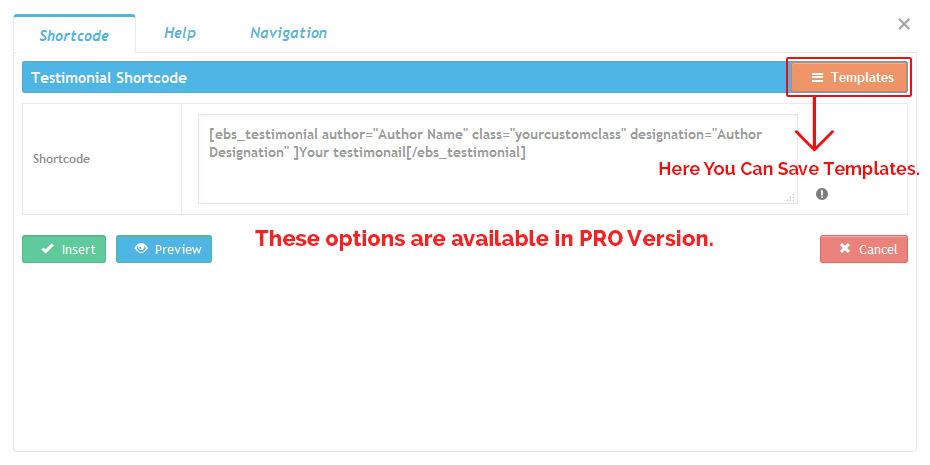 Shortcode Help Navigation ×
Testimonial Shortcode Templates
[ebs_testimonial author="Author Name" class="yourcustomclass" designation="Author
Designation" ]Your testimonail[/ebs_testimonial]
Shortcode
Here You Can Save Templates.
These options are available in PRO Version.
Insert Preview Cancel